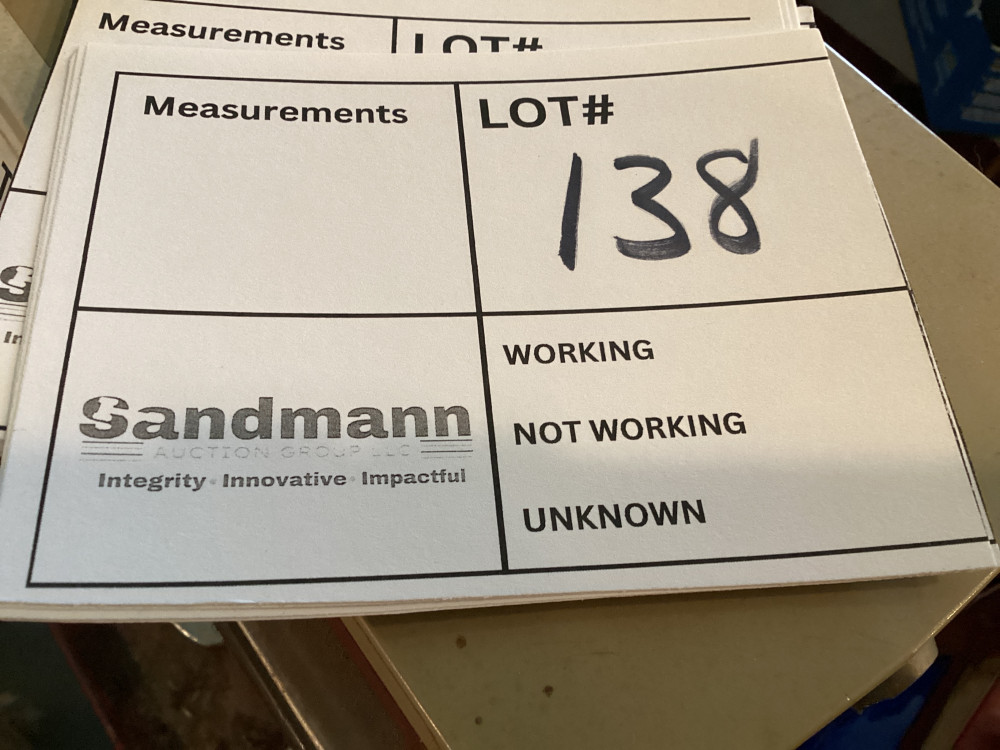 Measurements
LOT#
Measurements
LOT#
138
WORKING
NOT WORKING
UNKNOWN
Sandmann
AUCTION GROUP LLC
Integrity · Innovative · Impactful